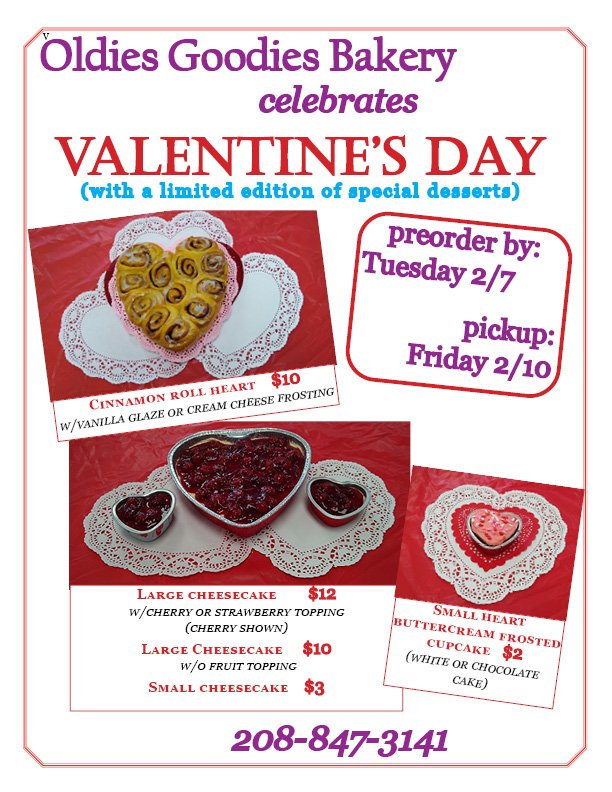 v
Oldies Goodies Bakery
celebrates
VALENTINE'S DAY
(with a limited edition of special desserts)
preorder by:
Tuesday 2/7
pickup:
Friday 2/10
Cinnamon roll heart $10
w/vanilla glaze or cream cheese frosting
Large cheesecake $12
w/cherry or strawberry topping
(cherry shown)
Large Cheesecake $10
w/o fruit topping
Small cheesecake $3
Small heart
buttercream frosted
cupcake $2
(white or chocolate
cake)
208-847-3141